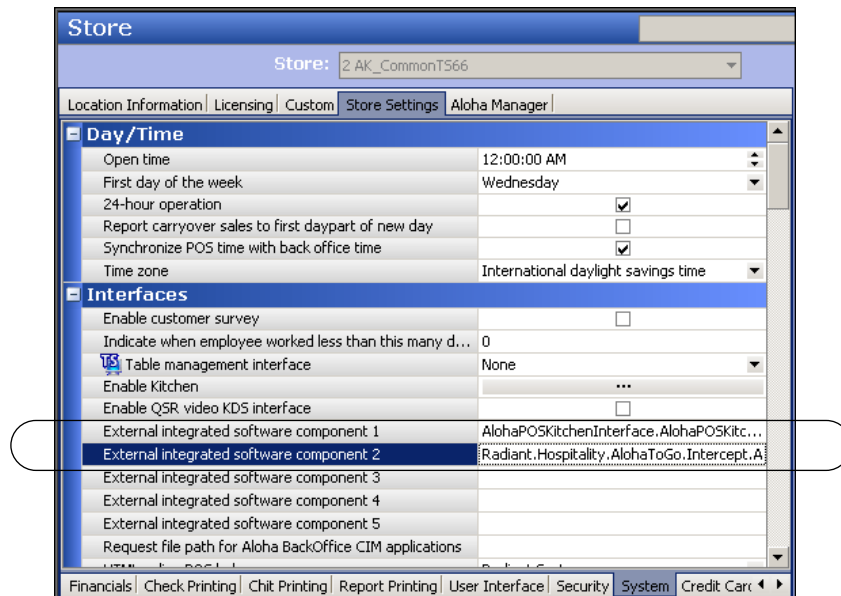 Store
Store: 2 AK_CommonTS66
Location Information Licensing Custom Store Settings Aloha Manager
Day/Time
Open time 12:00:00 AM
First day of the week Wednesday
24-hour operation
Report carryover sales to first daypart of new day
Synchronize POS time with back office time
Time zone International daylight savings time
Interfaces
Enable customer survey
Indicate when employee worked less than this many d... 0
TS Table management interface None
Enable Kitchen ...
Enable QSR video KDS interface
External integrated software component 1 AlohaPOSKitchenInterface.AlohaPOSKitc...
External integrated software component 2 Radiant.Hospitality.AlohaToGo.Intercept.A
External integrated software component 3
External integrated software component 4
External integrated software component 5
Request file path for Aloha BackOffice CIM applications
Financials Check Printing Chit Printing Report Printing User Interface Security System Credit Card